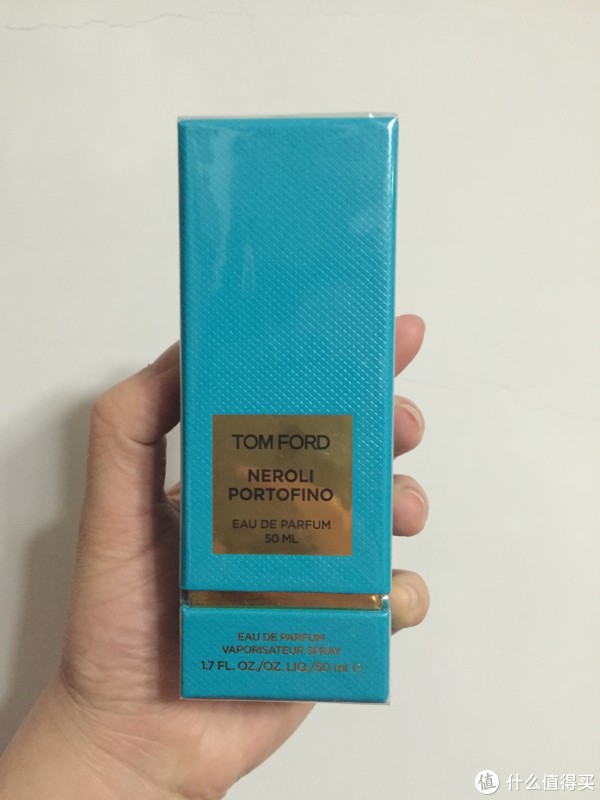 TOM FORD
NEROLI
PORTOFINO
EAU DE PARFUM
50 ML
EAU DE PARFUM
VAPORISATEUR SPRAY
1.7 FL. OZ./OZ. LIQ./50 ml ℮
值 什么值得买